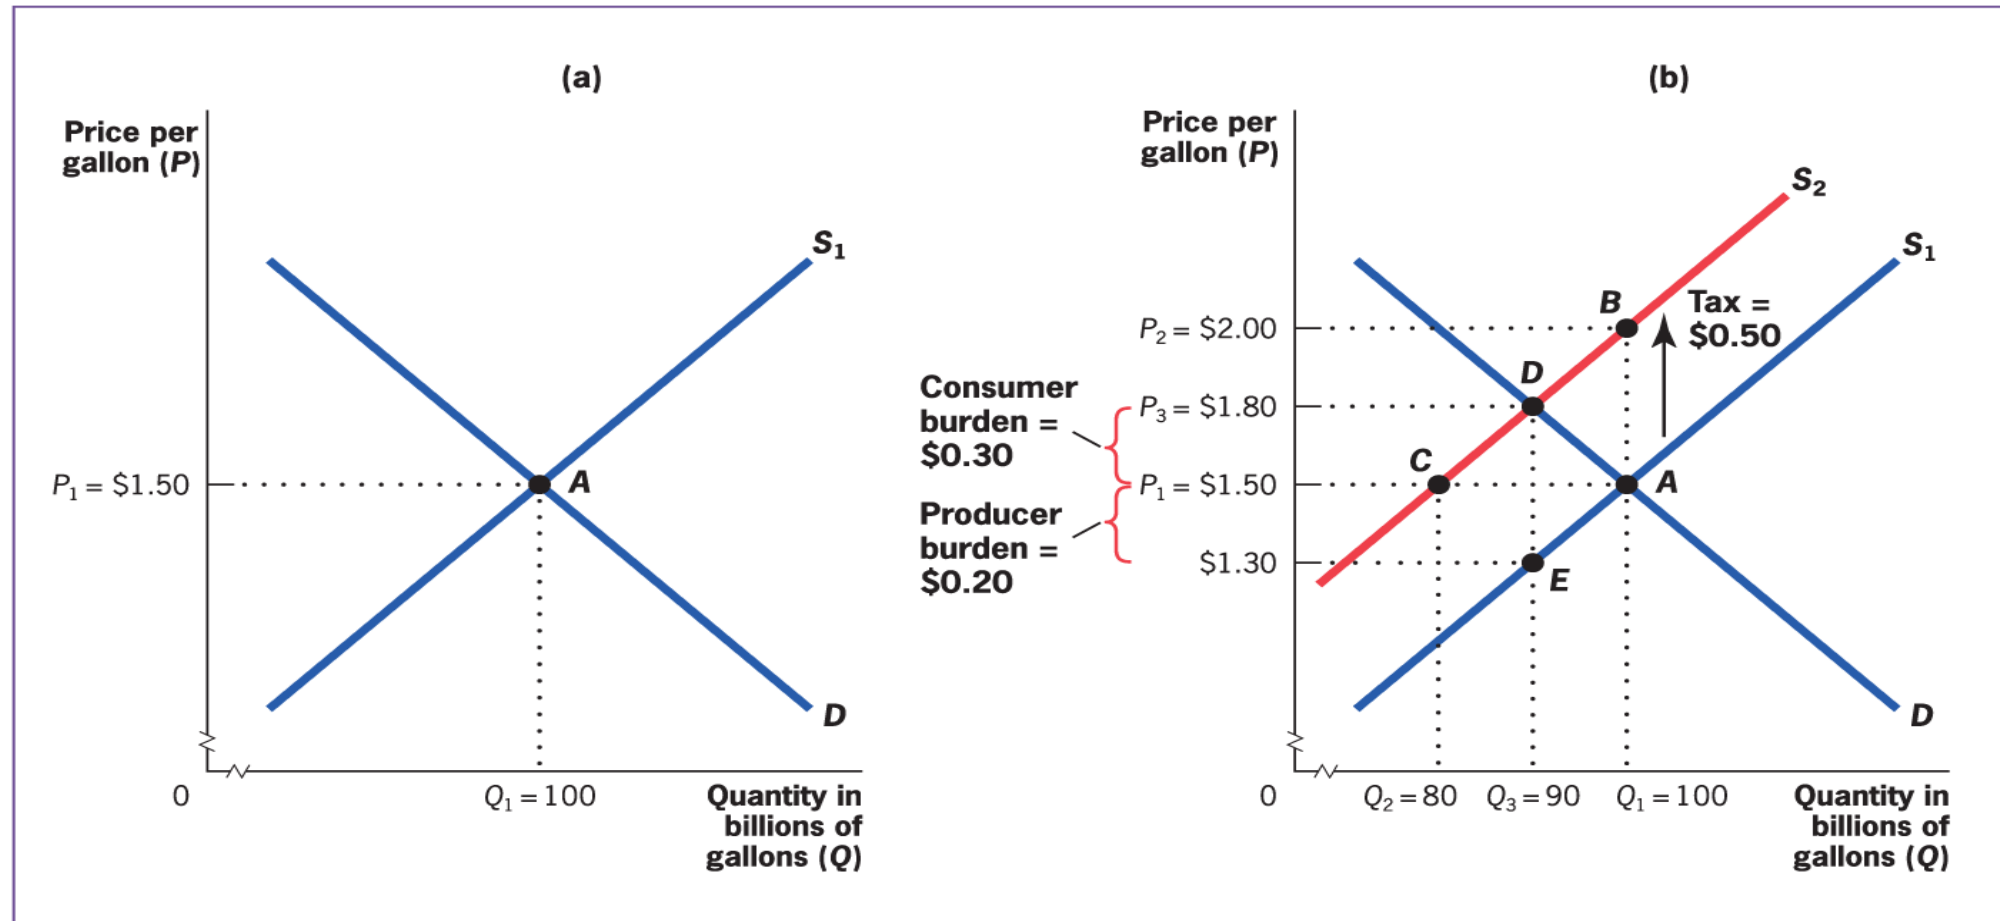 (a)
Price per
gallon (P)
S₁
P₁ = $1.50
A
D
0
Q₁ = 100
Quantity in
billions of
gallons (Q)
(b)
Price per
gallon (P)
S₂
S₁
B
Tax =
$0.50
P₂ = $2.00
D
Consumer
burden =
$0.30
P₃ = $1.80
C
P₁ = $1.50
A
Producer
burden =
$0.20
$1.30
E
D
0
Q₂ = 80
Q₃ = 90
Q₁ = 100
Quantity in
billions of
gallons (Q)